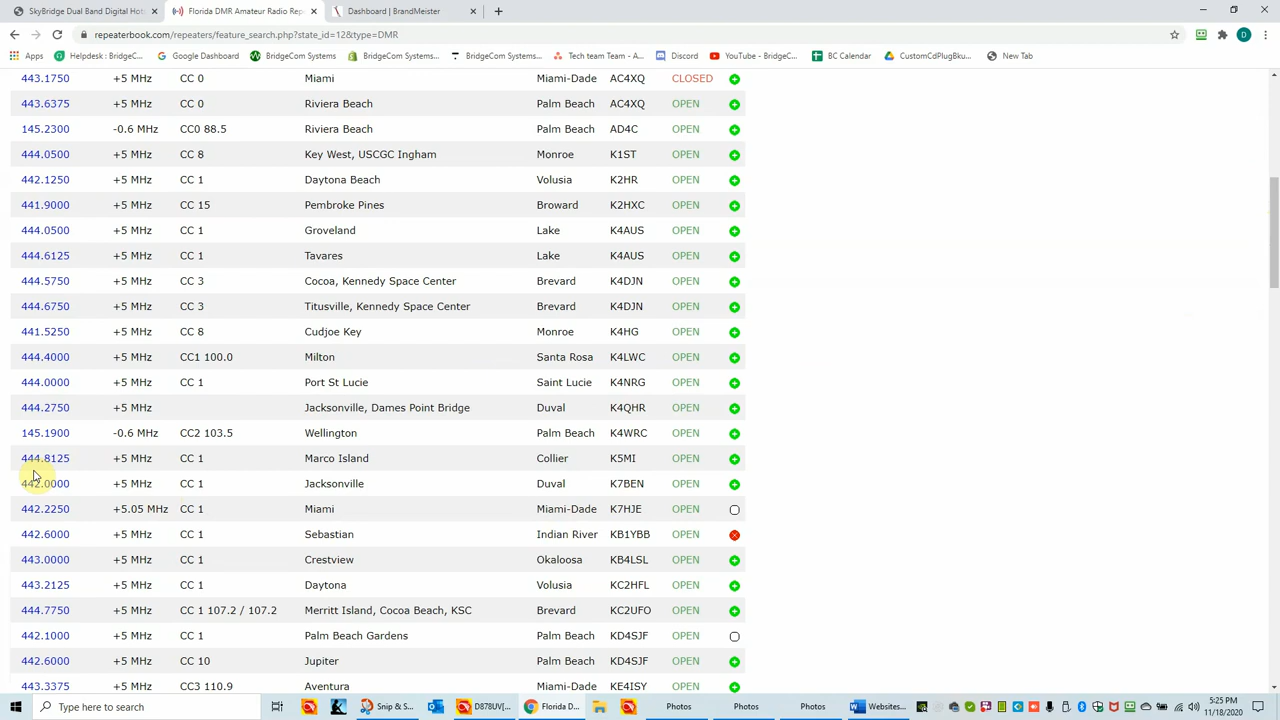 SkyBridge Dual Band Digital Hot
Florida DMR Amateur Radio Rep
Dashboard | BrandMeister
repeaterbook.com/repeaters/feature_search.php?state_id=12&type=DMR
D
Apps Helpdesk : BridgeC... Google Dashboard BridgeCom Systems BridgeCom Systems... BridgeCom Systems... Tech team Team - A... Discord YouTube - BridgeC... BC Calendar CustomCdPlugBku... New Tab
443.1750 +5 MHz CC 0 Miami Miami-Dade AC4XQ CLOSED
443.6375 +5 MHz CC 0 Riviera Beach Palm Beach AC4XQ OPEN
145.2300 -0.6 MHz CC0 88.5 Riviera Beach Palm Beach AD4C OPEN
444.0500 +5 MHz CC 8 Key West, USCGC Ingham Monroe K1ST OPEN
442.1250 +5 MHz CC 1 Daytona Beach Volusia K2HR OPEN
441.9000 +5 MHz CC 15 Pembroke Pines Broward K2HXC OPEN
444.0500 +5 MHz CC 1 Groveland Lake K4AUS OPEN
444.6125 +5 MHz CC 1 Tavares Lake K4AUS OPEN
444.5750 +5 MHz CC 3 Cocoa, Kennedy Space Center Brevard K4DJN OPEN
444.6750 +5 MHz CC 3 Titusville, Kennedy Space Center Brevard K4DJN OPEN
441.5250 +5 MHz CC 8 Cudjoe Key Monroe K4HG OPEN
444.4000 +5 MHz CC1 100.0 Milton Santa Rosa K4LWC OPEN
444.0000 +5 MHz CC 1 Port St Lucie Saint Lucie K4NRG OPEN
444.2750 +5 MHz Jacksonville, Dames Point Bridge Duval K4QHR OPEN
145.1900 -0.6 MHz CC2 103.5 Wellington Palm Beach K4WRC OPEN
444.8125 +5 MHz CC 1 Marco Island Collier K5MI OPEN
442.0000 +5 MHz CC 1 Jacksonville Duval K7BEN OPEN
442.2250 +5.05 MHz CC 1 Miami Miami-Dade K7HJE OPEN
442.6000 +5 MHz CC 1 Sebastian Indian River KB1YBB OPEN
443.0000 +5 MHz CC 1 Crestview Okaloosa KB4LSL OPEN
443.2125 +5 MHz CC 1 Daytona Volusia KC2HFL OPEN
444.7750 +5 MHz CC 1 107.2 / 107.2 Merritt Island, Cocoa Beach, KSC Brevard KC2UFO OPEN
442.1000 +5 MHz CC 1 Palm Beach Gardens Palm Beach KD4SJF OPEN
442.6000 +5 MHz CC 10 Jupiter Palm Beach KD4SJF OPEN
443.3375 +5 MHz CC3 110.9 Aventura Miami-Dade KE4ISY OPEN
Type here to search Snip & S... D878UV[... Florida D... Photos Photos Photos Websites... 5:25 PM
11/18/2020